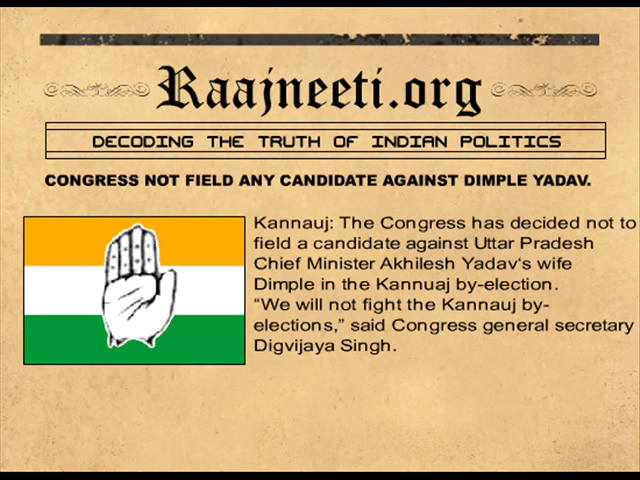 Raajneeti.org
DECODING THE TRUTH OF INDIAN POLITICS
CONGRESS NOT FIELD ANY CANDIDATE AGAINST DIMPLE YADAV.
Kannauj: The Congress has decided not to
field a candidate against Uttar Pradesh
Chief Minister Akhilesh Yadav‘s wife
Dimple in the Kannuaj by-election.
“We will not fight the Kannauj by-
elections,” said Congress general secretary
Digvijaya Singh.